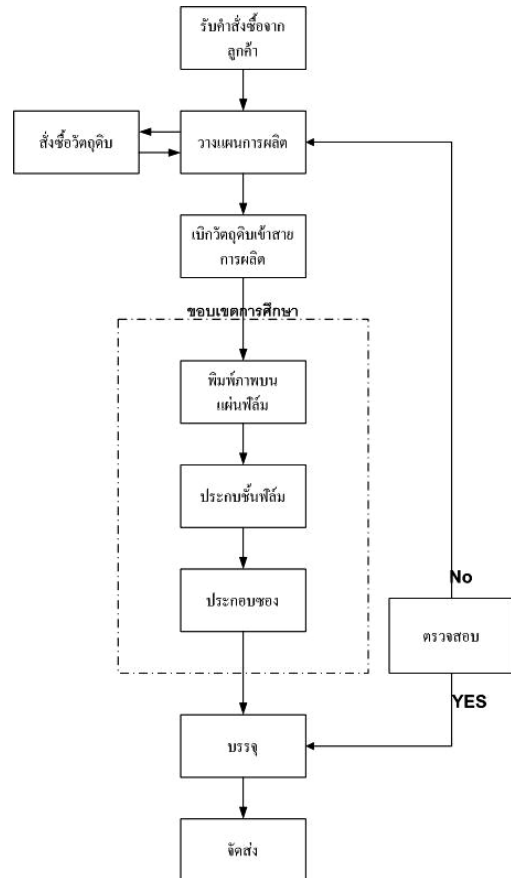 รับคำสั่งซื้อจาก
ลูกค้า
สั่งซื้อวัตถุดิบ
วางแผนการผลิต
เบิกวัตถุดิบเข้าสาย
การผลิต
ขอบเขตการศึกษา
พิมพ์ภาพบน
แผ่นฟิล์ม
ประกบชั้นฟิล์ม
ประกอบซอง
No
ตรวจสอบ
YES
บรรจุ
จัดส่ง